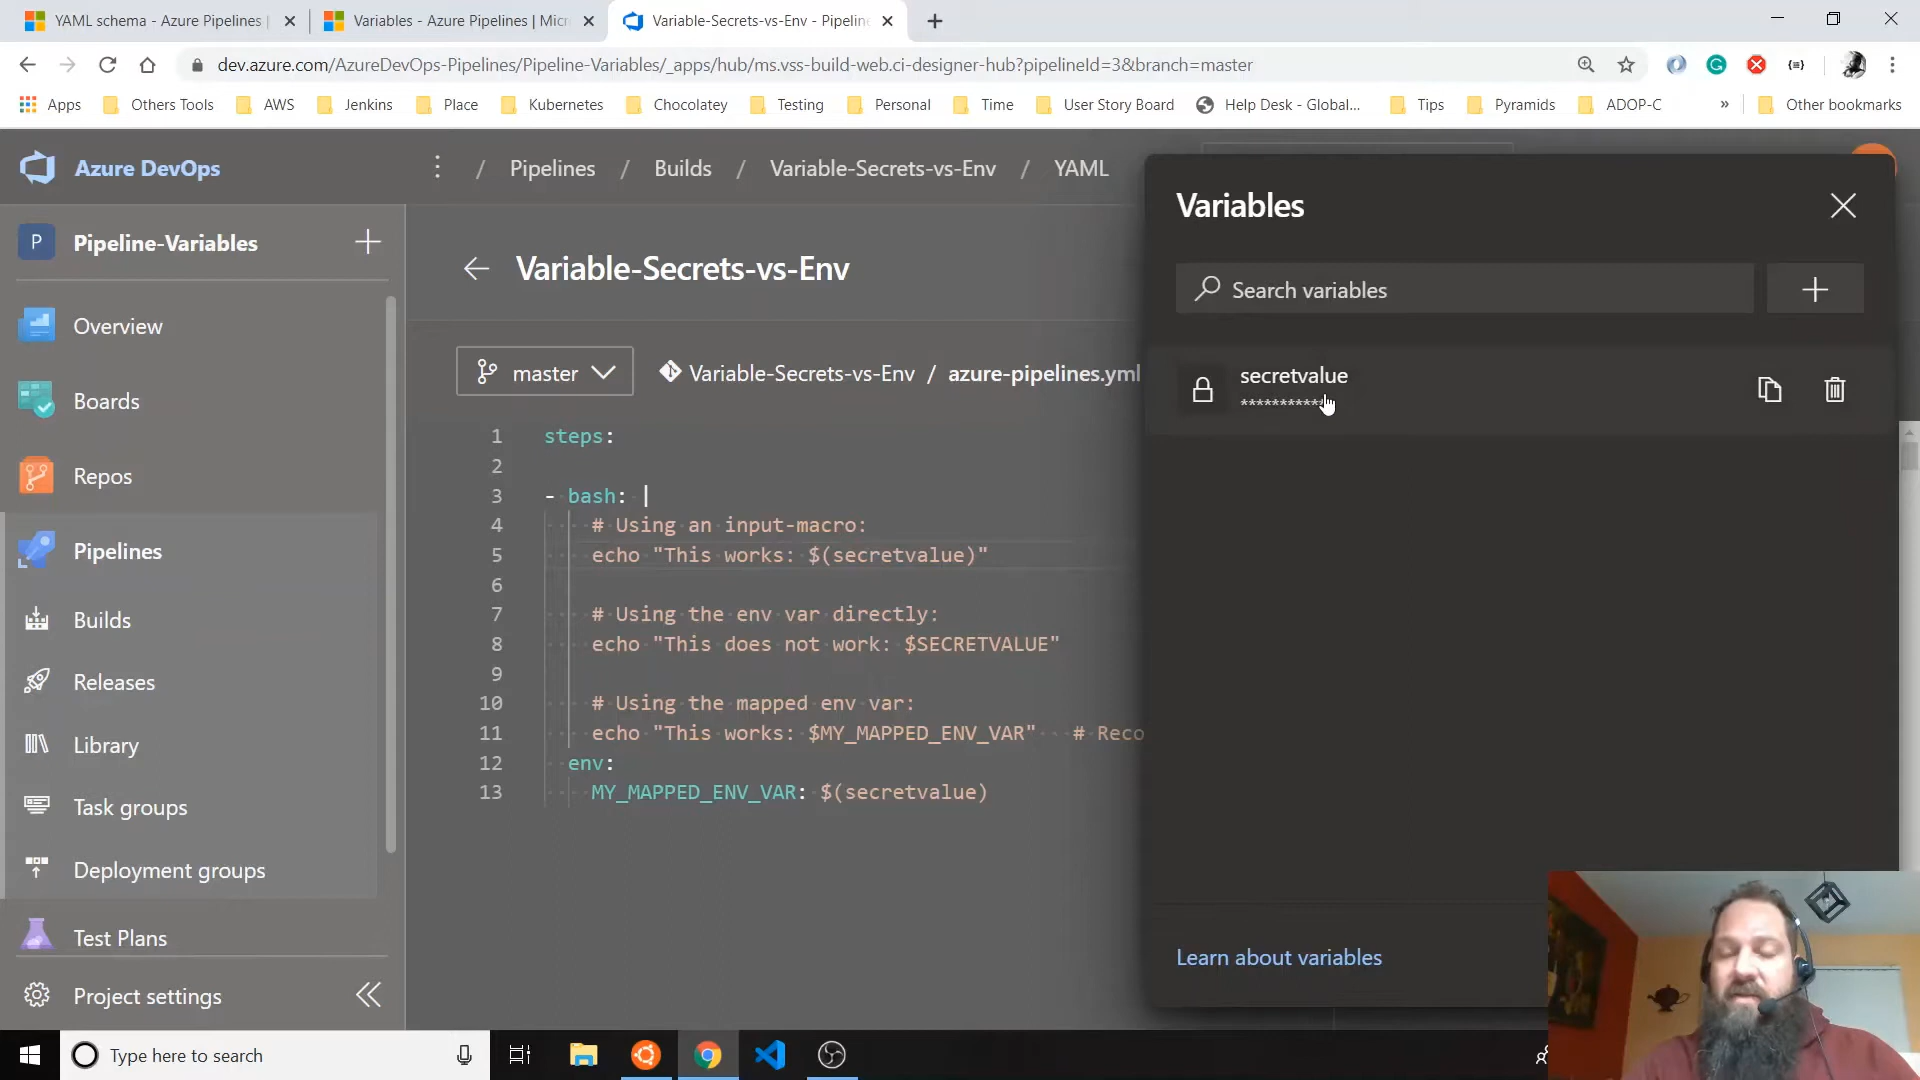 YAML schema - Azure Pipelines |
Variables - Azure Pipelines | Micr
Variable-Secrets-vs-Env - Pipelin
dev.azure.com/AzureDevOps-Pipelines/Pipeline-Variables/_apps/hub/ms.vss-build-web.ci-designer-hub?pipelineId=3&branch=master
Apps
Others Tools
AWS
Jenkins
Place
Kubernetes
Chocolatey
Testing
Personal
Time
User Story Board
Help Desk - Global...
Tips
Pyramids
ADOP-C
»
Other bookmarks
Azure DevOps
/ Pipelines / Builds / Variable-Secrets-vs-Env / YAML
P Pipeline-Variables
Overview
Boards
Repos
Pipelines
Builds
Releases
Library
Task groups
Deployment groups
Test Plans
Project settings
Variable-Secrets-vs-Env
master
Variable-Secrets-vs-Env / azure-pipelines.yml
1 steps:
2
3 - bash: |
4 # Using an input-macro:
5 echo "This works: $(secretvalue)"
6
7 # Using the env var directly:
8 echo "This does not work: $SECRETVALUE"
9
10 # Using the mapped env var:
11 echo "This works: $MY_MAPPED_ENV_VAR" # Reco
12 env:
13 MY_MAPPED_ENV_VAR: $(secretvalue)
Variables
Search variables
secretvalue
***********
Learn about variables
Type here to search